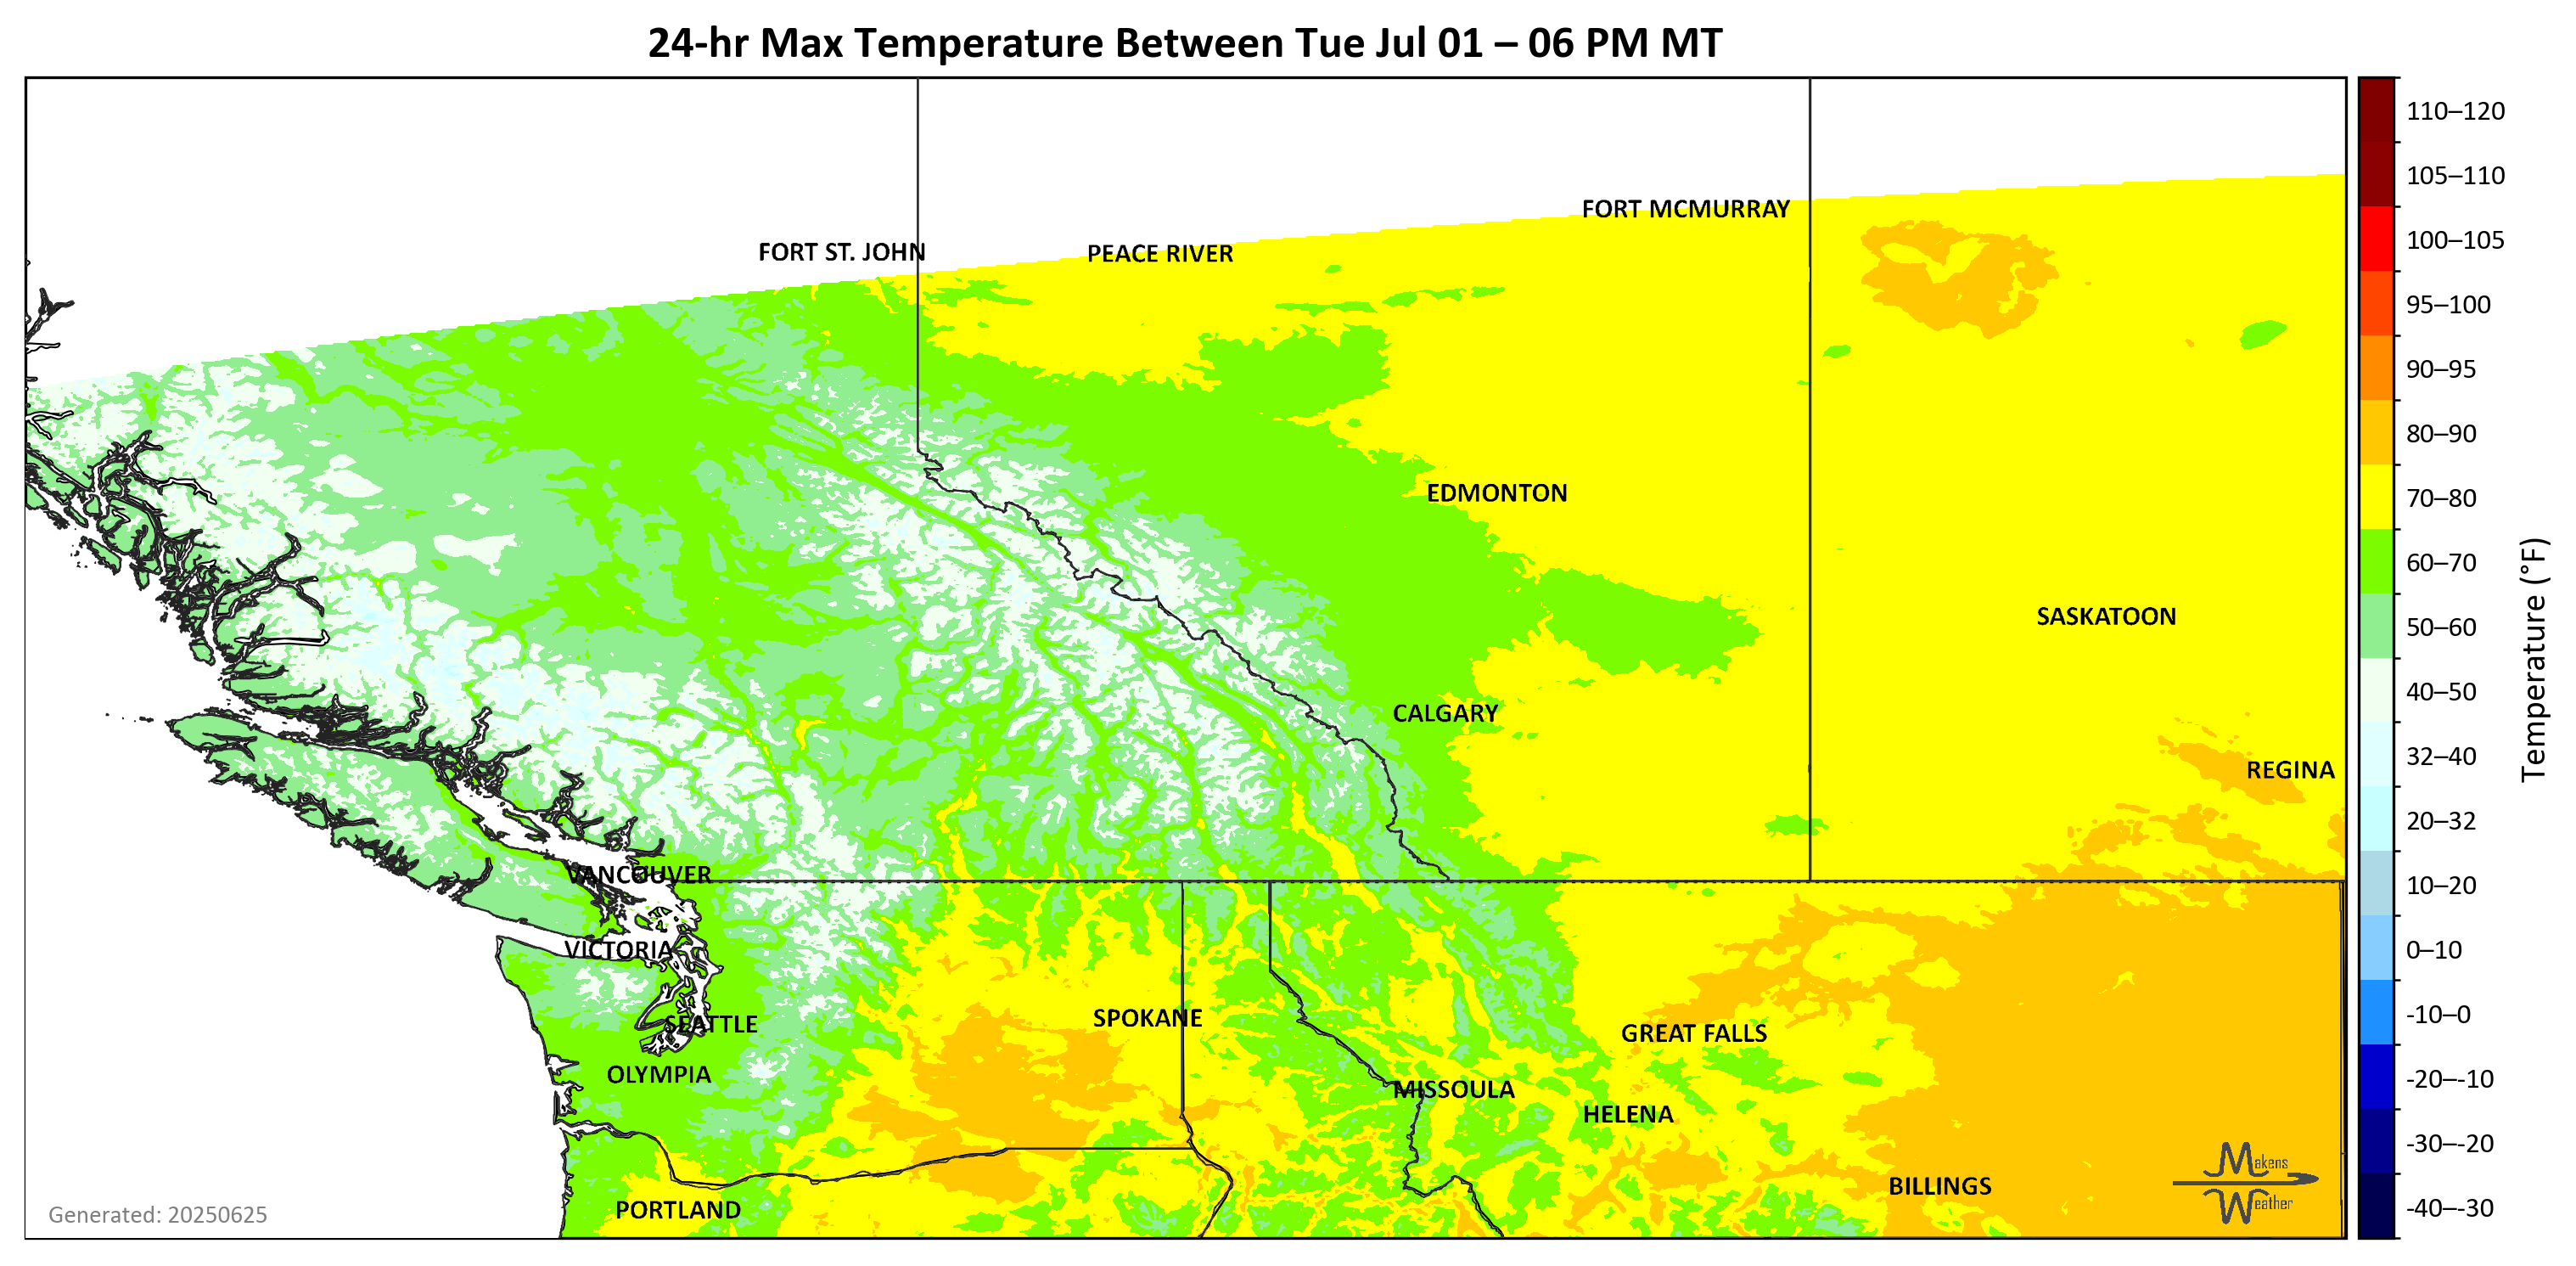 24-hr Max Temperature Between Tue Jul 01 – 06 PM MT
FORT MCMURRAY
FORT ST. JOHN
PEACE RIVER
EDMONTON
SASKATOON
CALGARY
REGINA
VANCOUVER
VICTORIA
SPOKANE
SEATTLE
GREAT FALLS
OLYMPIA
MISSOULA
HELENA
BILLINGS
PORTLAND
Makens
Weather
Generated: 20250625
110–120
105–110
100–105
95–100
90–95
80–90
70–80
60–70
50–60
40–50
32–40
20–32
10–20
0–10
-10–0
-20–-10
-30–-20
-40–-30
Temperature (°F)